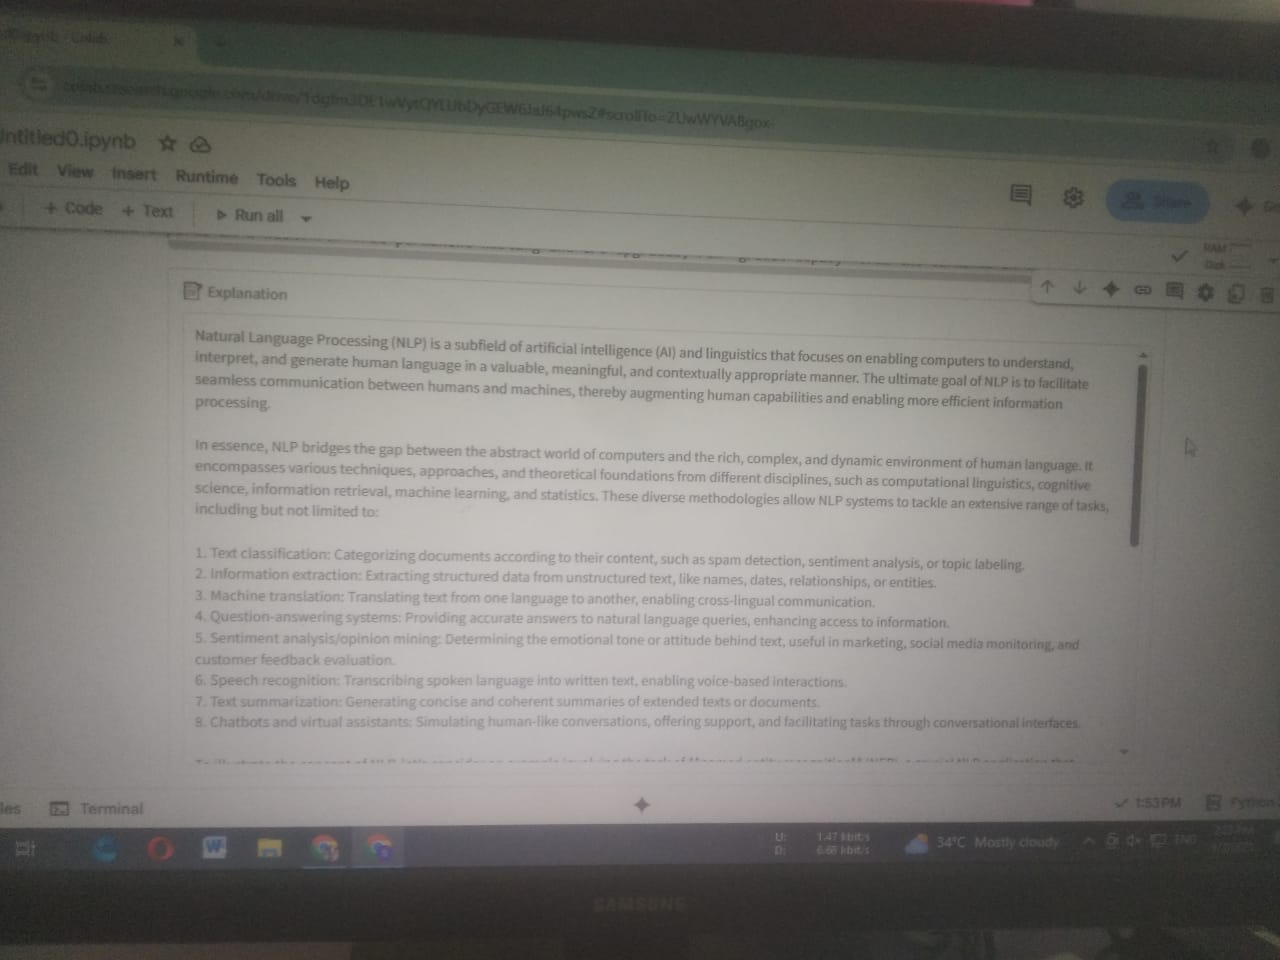 Untitled0.ipynb
Edit View Insert Runtime Tools Help
Share
+ Code + Text Run all
RAM
Disk
Explanation
Natural Language Processing (NLP) is a subfield of artificial intelligence (AI) and linguistics that focuses on enabling computers to understand,
interpret, and generate human language in a valuable, meaningful, and contextually appropriate manner. The ultimate goal of NLP is to facilitate
seamless communication between humans and machines, thereby augmenting human capabilities and enabling more efficient information
processing.
In essence, NLP bridges the gap between the abstract world of computers and the rich, complex, and dynamic environment of human language. It
encompasses various techniques, approaches, and theoretical foundations from different disciplines, such as computational linguistics, cognitive
science, information retrieval, machine learning, and statistics. These diverse methodologies allow NLP systems to tackle an extensive range of tasks,
including but not limited to:
1. Text classification: Categorizing documents according to their content, such as spam detection, sentiment analysis, or topic labeling.
2. Information extraction: Extracting structured data from unstructured text, like names, dates, relationships, or entities.
3. Machine translation: Translating text from one language to another, enabling cross-lingual communication.
4. Question-answering systems: Providing accurate answers to natural language queries, enhancing access to information.
5. Sentiment analysis/opinion mining: Determining the emotional tone or attitude behind text, useful in marketing, social media monitoring, and
customer feedback evaluation.
6. Speech recognition: Transcribing spoken language into written text, enabling voice-based interactions.
7. Text summarization: Generating concise and coherent summaries of extended texts or documents.
8. Chatbots and virtual assistants: Simulating human-like conversations, offering support, and facilitating tasks through conversational interfaces.
les Terminal 1:53 PM Python
U: 1.47 kbit/s
D: 6.68 kbit/s
34°C Mostly cloudy ENG
SAMSUNG